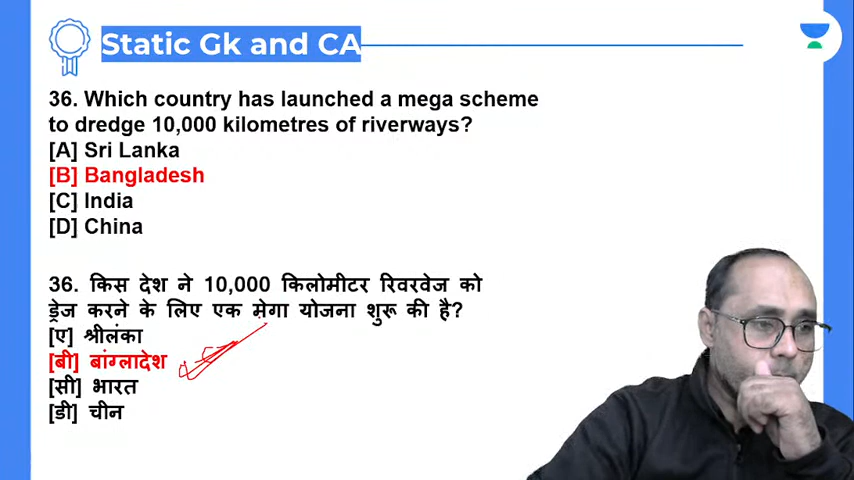 Static Gk and CA
36. Which country has launched a mega scheme
to dredge 10,000 kilometres of riverways?
[A] Sri Lanka
[B] Bangladesh
[C] India
[D] China
36. किस देश ने 10,000 किलोमीटर रिवरवेज को
ड्रेज करने के लिए एक मेगा योजना शुरू की है?
[ए] श्रीलंका
[बी] बांग्लादेश
[सी] भारत
[डी] चीन